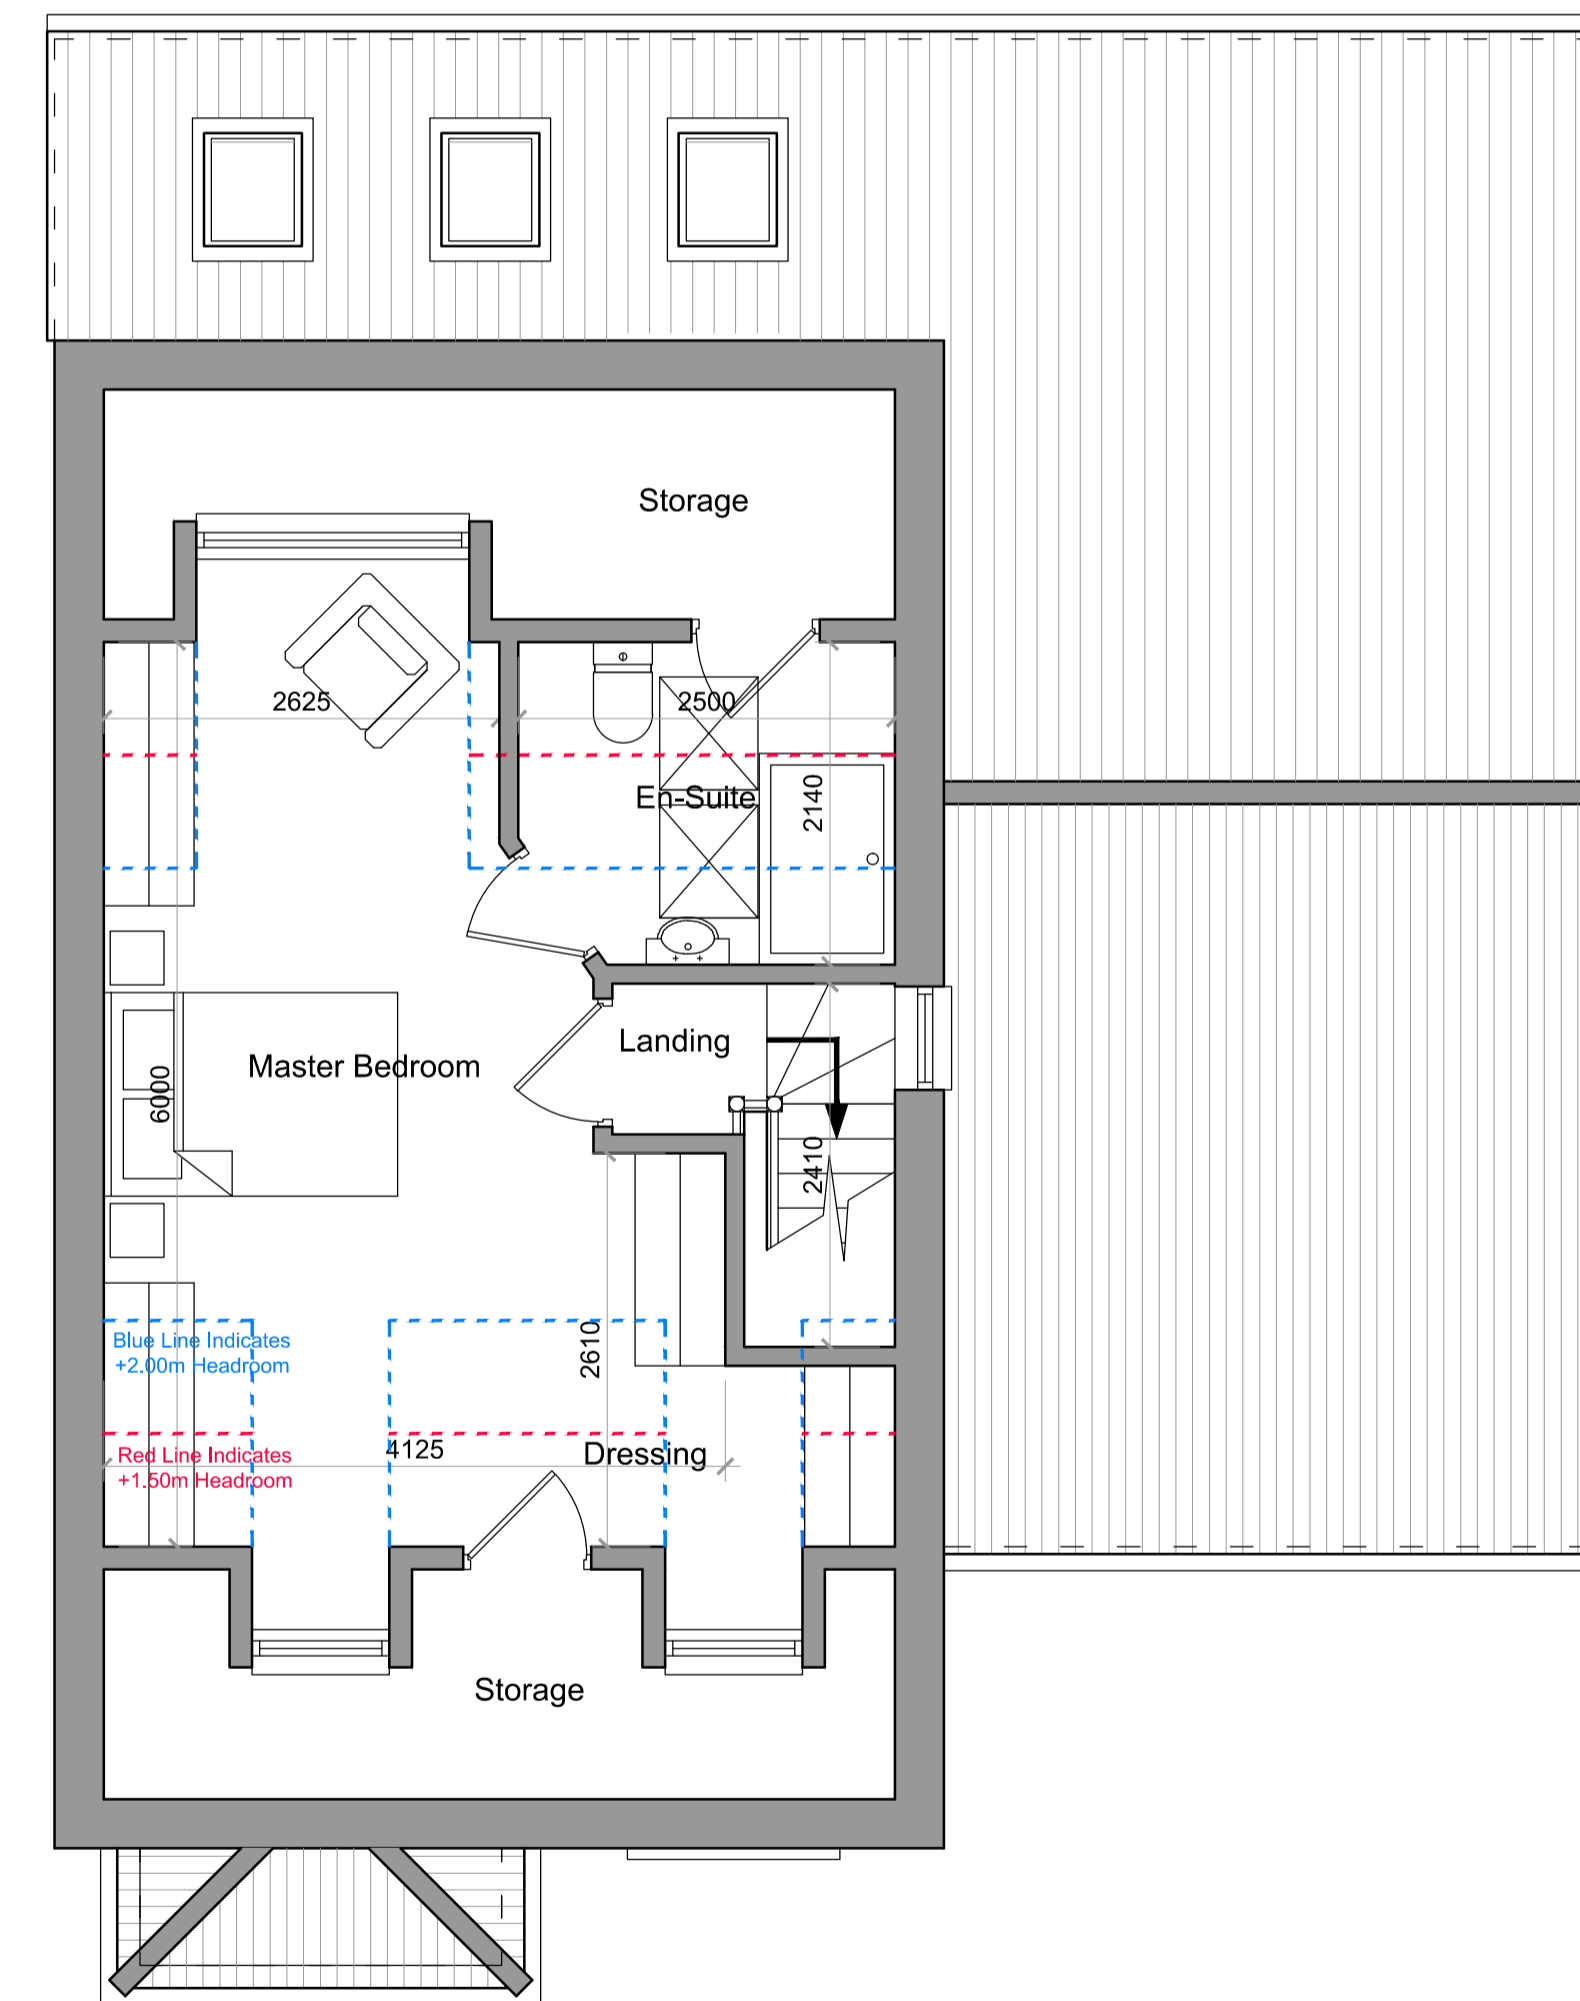 Storage
2625
2500
En-Suite
2140
Landing
Master Bedroom
6000
2410
Blue Line Indicates
+2.00m Headroom
2610
Red Line Indicates
+1.50m Headroom
4125
Dressing
Storage